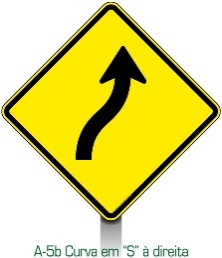 A-5b Curva em "S" à direita